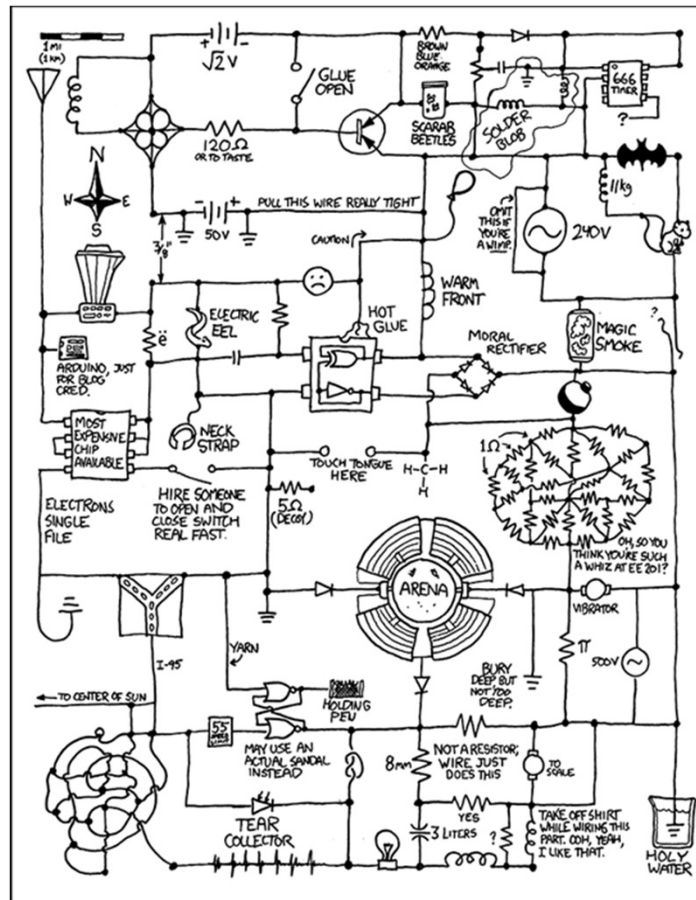 1 MI
(1 KM)
+
-
√2 V
GLUE
OPEN
BROWN
BLUE
ORANGE
666
TIMER
?
SCARAB
BEETLES
SOLDER
BLOB
120Ω
OR TO TASTE
N
W
E
S
-
+
50V
PULL THIS WIRE REALLY TIGHT
OMIT
THIS IF
YOU'RE
A WIMP.
240V
11kg
3/8"
CAUTION
WARM
FRONT
ELECTRIC
EEL
HOT
GLUE
MORAL
RECTIFIER
MAGIC
SMOKE
?
ë
ARDUINO, JUST
FOR BLOG
CRED.
MOST
EXPENSIVE
CHIP
AVAILABLE
NECK
STRAP
TOUCH TONGUE
HERE
H-C-H
H
1Ω
ELECTRONS
SINGLE
FILE
HIRE SOMEONE
TO OPEN AND
CLOSE SWITCH
REAL FAST.
5Ω
(DECOY)
OH, SO YOU
THINK YOU'RE SUCH
A WHIZ AT EE 201?
ARENA
VIBRATOR
π
500V
I-95
YARN
BURY
DEEP, BUT
NOT TOO
DEEP.
TO CENTER OF SUN
HOLDING
PEN
55
MAY USE AN
ACTUAL SANDAL
INSTEAD
NOT A RESISTOR;
WIRE JUST
DOES THIS
8mm
TO
SCALE
TEAR
COLLECTOR
YES
3 LITERS
?
TAKE OFF SHIRT
WHILE WIRING THIS
PART. OOH, YEAH,
I LIKE THAT.
HOLY
WATER